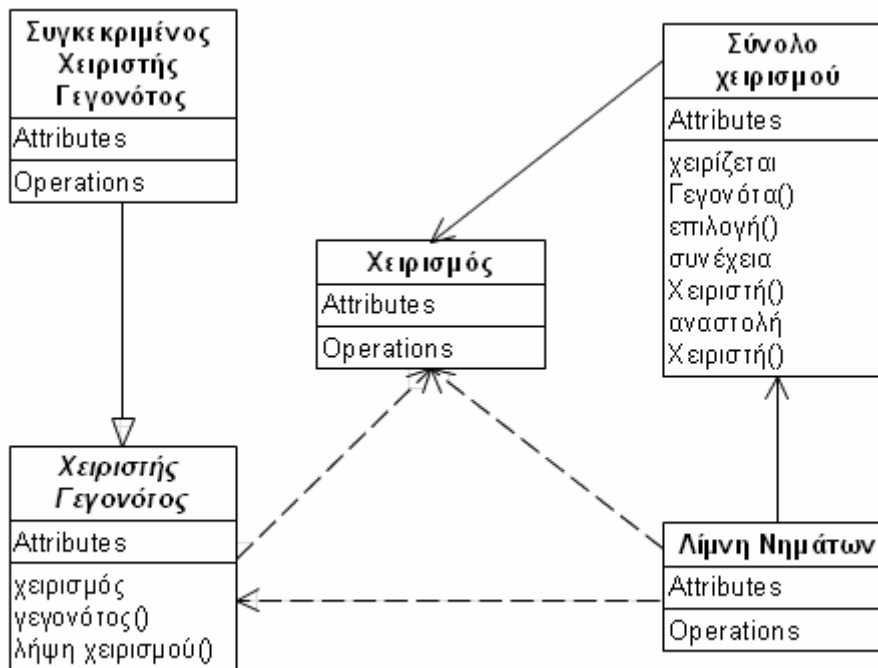 Συγκεκριμένος
Χειριστής
Γεγονότος
Attributes
Operations
Σύνολο
χειρισμού
Attributes
χειρίζεται
Γεγονότα()
επιλογή()
συνέχεια
Χειριστή()
αναστολή
Χειριστή()
Χειρισμός
Attributes
Operations
Χειριστής
Γεγονότος
Attributes
χειρισμός
γεγονότος()
λήψη χειρισμού()
Λίμνη Νημάτων
Attributes
Operations